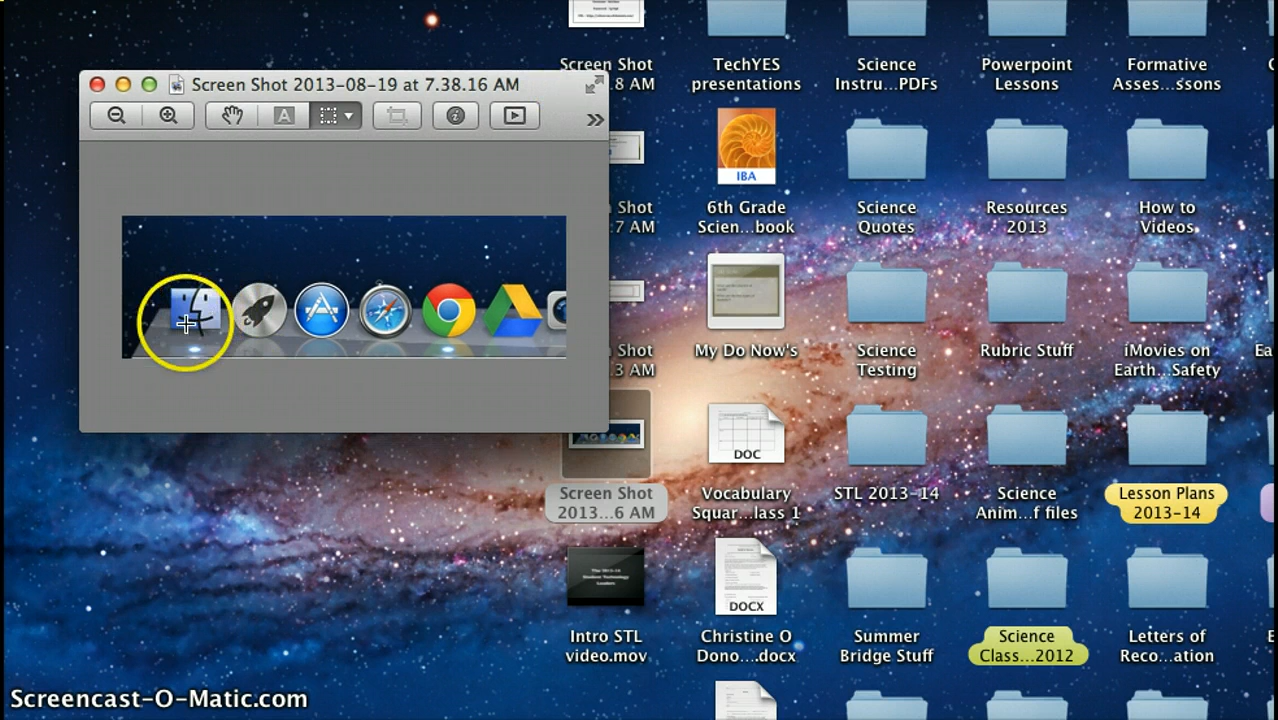 Screen Shot 2013-08-19 at 7.38.16 AM
A
Screen Shot
.8 AM
TechYES
presentations
Science
Instru...PDFs
Powerpoint
Lessons
Formative
Asses...ssons
Shot
.7 AM
IBA
6th Grade
Scien...book
Science
Quotes
Resources
2013
How to
Videos
Shot
.3 AM
My Do Now's
Science
Testing
Rubric Stuff
iMovies on
Earth...Safety
Ea
Screen Shot
2013...6 AM
DOC
Vocabulary
Squar...lass 1
STL 2013-14
Science
Anim...f files
Lesson Plans
2013-14
Intro STL
video.mov
DOCX
Christine O
Dono....docx
Summer
Bridge Stuff
Science
Class...2012
Letters of
Reco...ation
Screencast-O-Matic.com